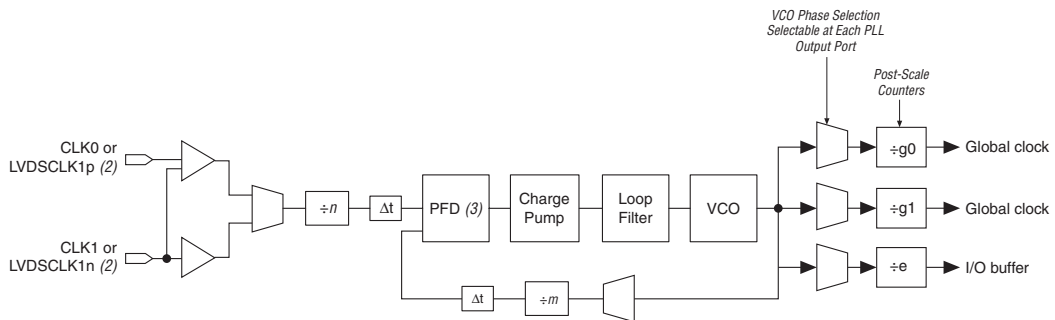 VCO Phase Selection
Selectable at Each PLL
Output Port
Post-Scale
Counters
CLK0 or
LVDSCLK1p (2)
÷n
Δt
PFD (3)
Charge
Pump
Loop
Filter
VCO
÷g0
Global clock
÷g1
Global clock
CLK1 or
LVDSCLK1n (2)
÷e
I/O buffer
Δt
÷m